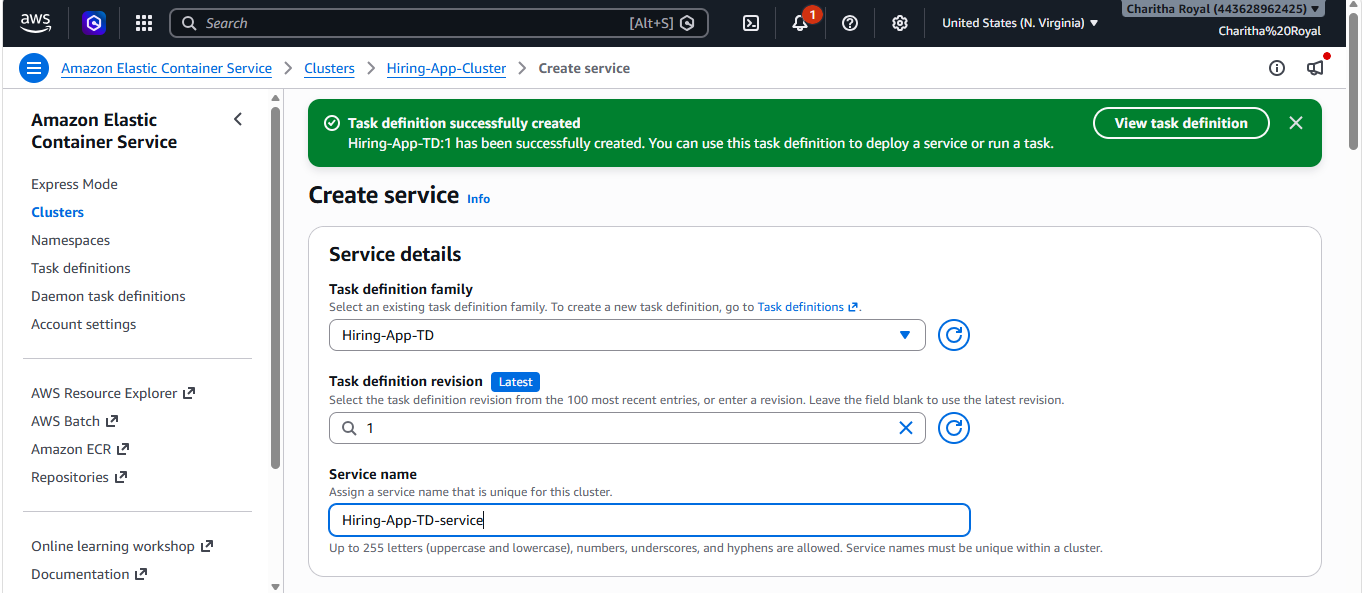 aws
Search
[Alt+S]
1
United States (N. Virginia)
Charitha Royal (443628962425)
Charitha%20Royal
Amazon Elastic Container Service
Clusters
Hiring-App-Cluster
Create service
Amazon Elastic
Container Service
Express Mode
Clusters
Namespaces
Task definitions
Daemon task definitions
Account settings
AWS Resource Explorer
AWS Batch
Amazon ECR
Repositories
Online learning workshop
Documentation
Task definition successfully created
Hiring-App-TD:1 has been successfully created. You can use this task definition to deploy a service or run a task.
View task definition
Create service Info
Service details
Task definition family
Select an existing task definition family. To create a new task definition, go to Task definitions.
Hiring-App-TD
Task definition revision Latest
Select the task definition revision from the 100 most recent entries, or enter a revision. Leave the field blank to use the latest revision.
1
Service name
Assign a service name that is unique for this cluster.
Hiring-App-TD-service
Up to 255 letters (uppercase and lowercase), numbers, underscores, and hyphens are allowed. Service names must be unique within a cluster.